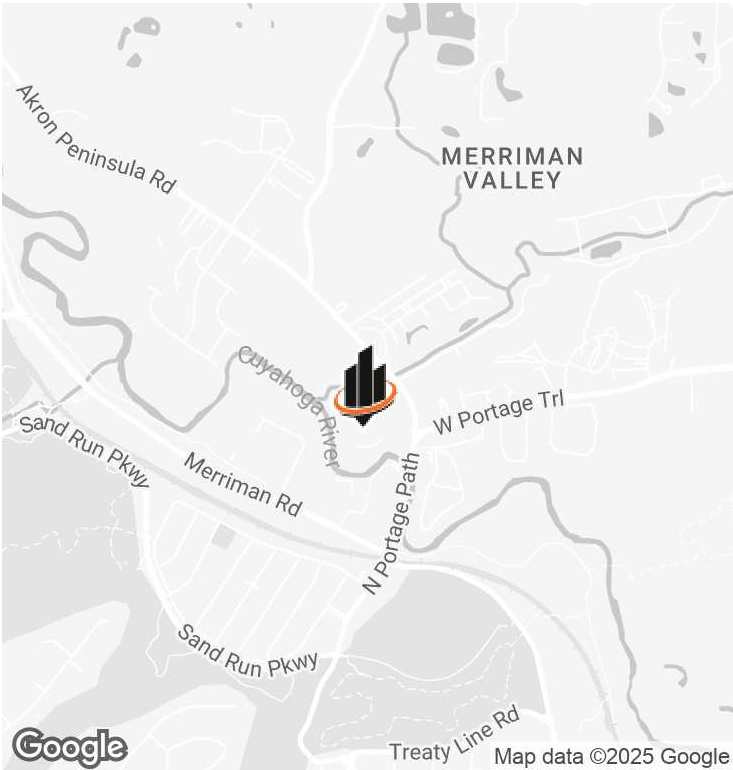 Akron Peninsula Rd
MERRIMAN
VALLEY
Cuyahoga River
W Portage Trl
Sand Run Pkwy
Merriman Rd
N Portage Path
Sand Run Pkwy
Treaty Line Rd
Google
Map data ©2025 Google